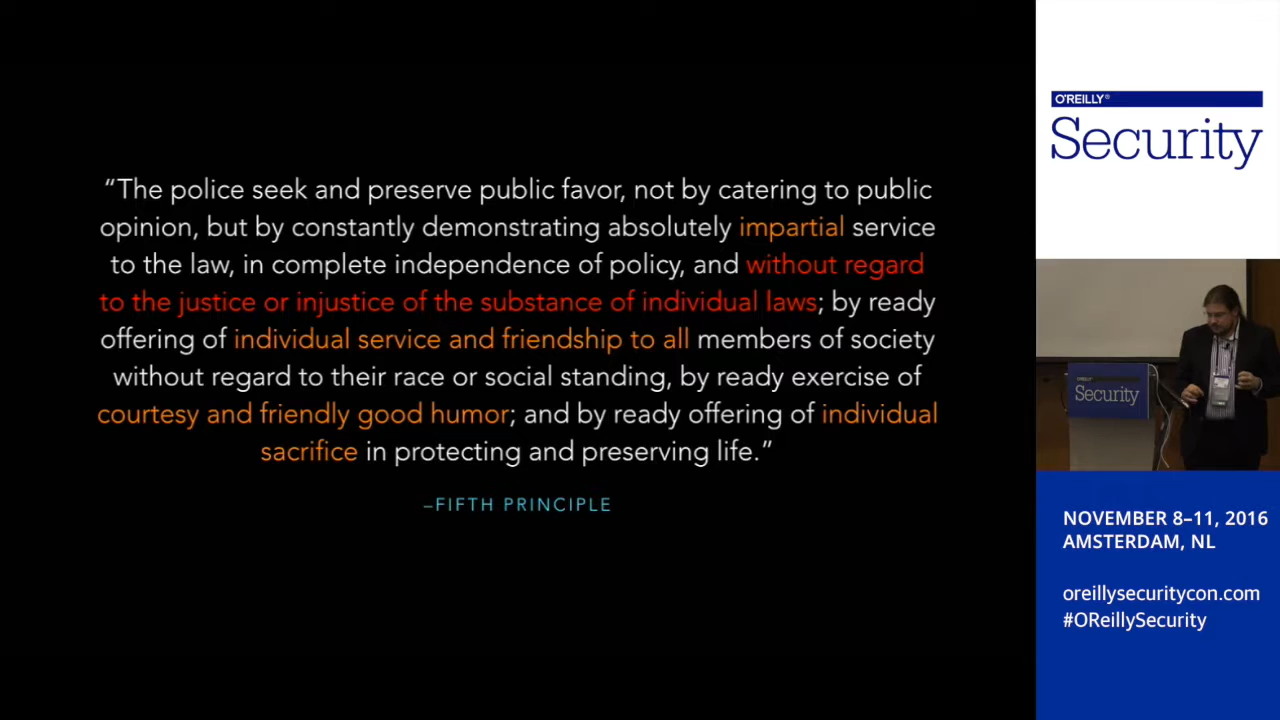 “The police seek and preserve public favor, not by catering to public
opinion, but by constantly demonstrating absolutely impartial service
to the law, in complete independence of policy, and without regard
to the justice or injustice of the substance of individual laws; by ready
offering of individual service and friendship to all members of society
without regard to their race or social standing, by ready exercise of
courtesy and friendly good humor; and by ready offering of individual
sacrifice in protecting and preserving life.”
–FIFTH PRINCIPLE
O'REILLY®
Security
Security
NOVEMBER 8–11, 2016
AMSTERDAM, NL
oreillysecuritycon.com
#OReillySecurity